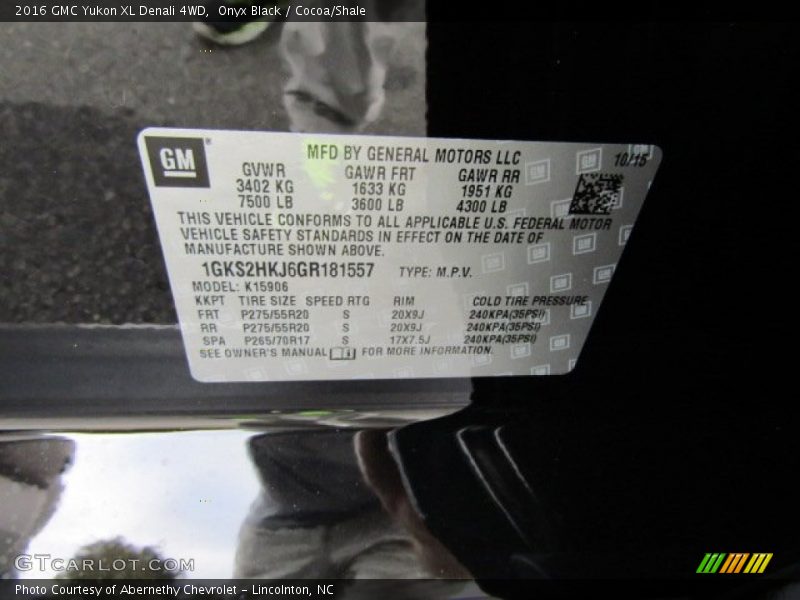 2016 GMC Yukon XL Denali 4WD,  Onyx Black / Cocoa/Shale
GM
MFD BY GENERAL MOTORS LLC
10/15
GVWR GAWR FRT GAWR RR
3402 KG 1633 KG 1951 KG
7500 LB 3600 LB 4300 LB
THIS VEHICLE CONFORMS TO ALL APPLICABLE U.S. FEDERAL MOTOR
VEHICLE SAFETY STANDARDS IN EFFECT ON THE DATE OF
MANUFACTURE SHOWN ABOVE.
1GKS2HKJ6GR181557 TYPE: M.P.V.
MODEL: K15906
KKPT TIRE SIZE SPEED RTG RIM COLD TIRE PRESSURE
FRT P275/55R20 S 20X9J 240KPA(35PSI)
RR P275/55R20 S 20X9J 240KPA(35PSI)
SPA P265/70R17 S 17X7.5J 240KPA(35PSI)
SEE OWNER'S MANUAL FOR MORE INFORMATION.
GTCARLOT.COM
Photo Courtesy of Abernethy Chevrolet – Lincolnton, NC